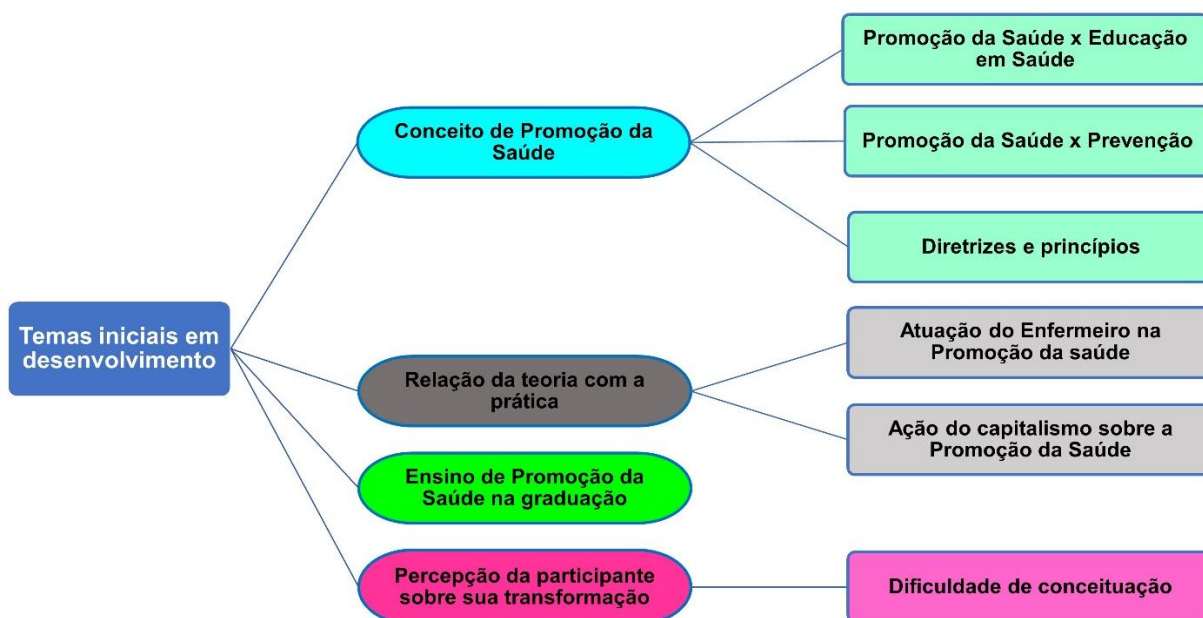 Temas iniciais em
desenvolvimento
Conceito de Promoção da
Saúde
Promoção da Saúde x Educação
em Saúde
Promoção da Saúde x Prevenção
Diretrizes e princípios
Relação da teoria com a
prática
Atuação do Enfermeiro na
Promoção da saúde
Ação do capitalismo sobre a
Promoção da Saúde
Ensino de Promoção da
Saúde na graduação
Percepção da participante
sobre sua transformação
Dificuldade de conceituação